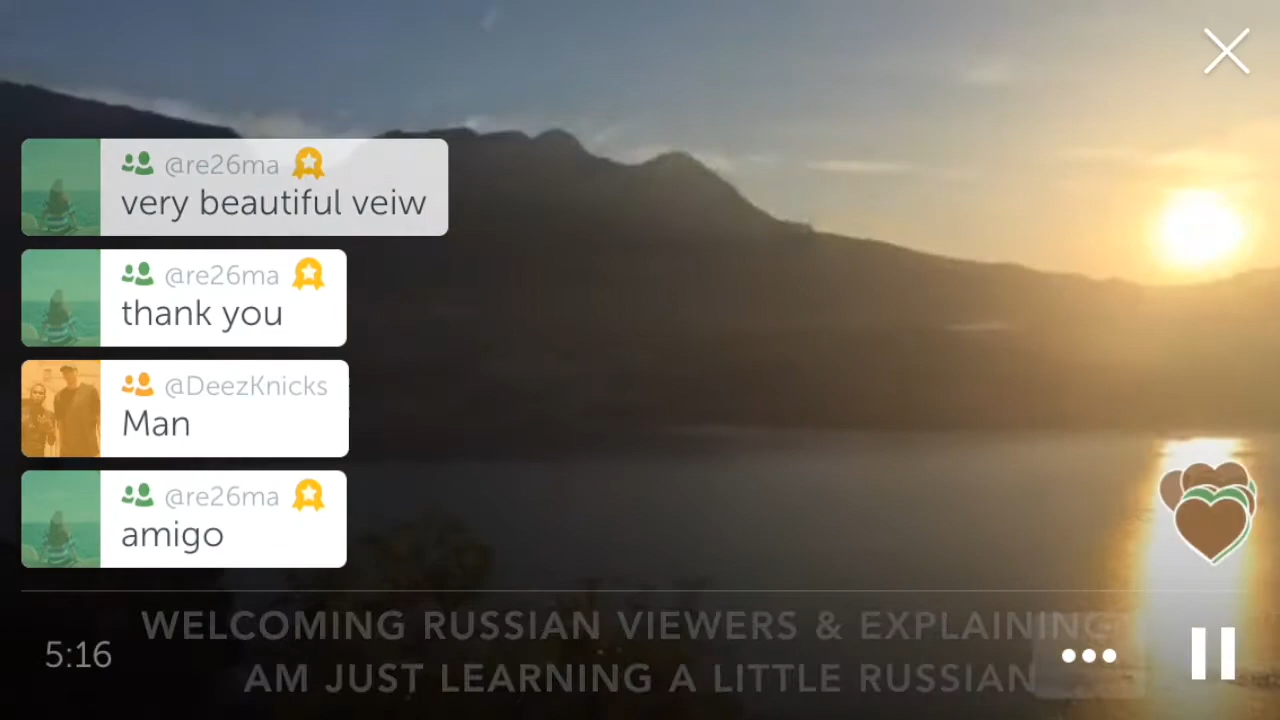 @re26ma
very beautiful veiw
@re26ma
thank you
@DeezKnicks
Man
@re26ma
amigo
WELCOMING RUSSIAN VIEWERS & EXPLAINING
5:16
AM JUST LEARNING A LITTLE RUSSIAN